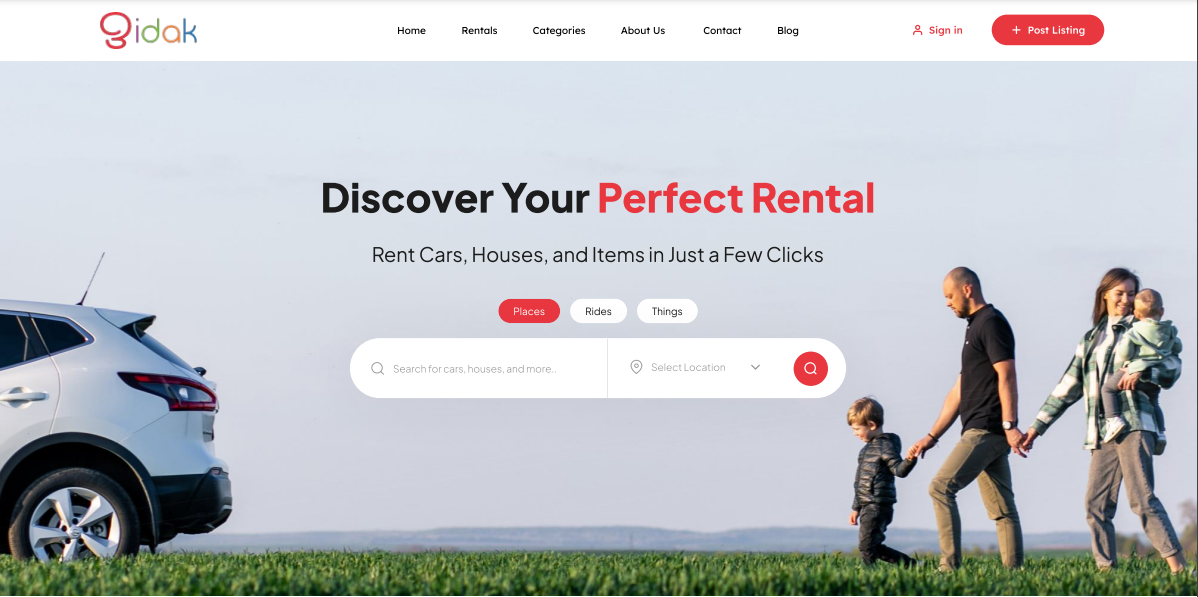 gidak
Home Rentals Categories About Us Contact Blog Sign in + Post Listing
Discover Your Perfect Rental
Rent Cars, Houses, and Items in Just a Few Clicks
Places Rides Things
Search for cars, houses, and more.. Select Location